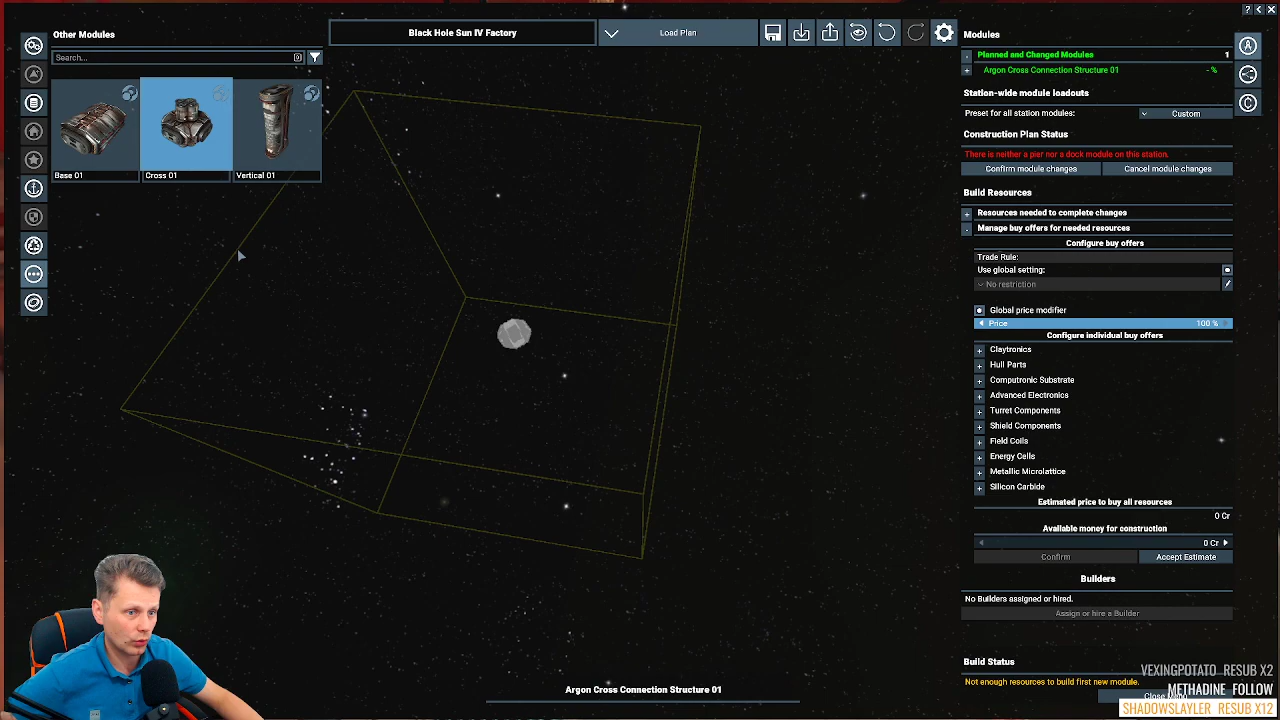 Other Modules
Search...
Base 01
Cross 01
Vertical 01
Black Hole Sun IV Factory
Load Plan
Modules
Planned and Changed Modules 1
Argon Cross Connection Structure 01 - %
Station-wide module loadouts
Preset for all station modules: Custom
Construction Plan Status
There is neither a pier nor a dock module on this station.
Confirm module changes Cancel module changes
Build Resources
Resources needed to complete changes
Manage buy offers for needed resources
Configure buy offers
Trade Rule:
Use global setting:
No restriction
Global price modifier
Price 100 %
Configure individual buy offers
Claytronics
Hull Parts
Computronic Substrate
Advanced Electronics
Turret Components
Shield Components
Field Coils
Energy Cells
Metallic Microlattice
Silicon Carbide
Estimated price to buy all resources
0 Cr
Available money for construction
0 Cr
Confirm Accept Estimate
Builders
No Builders assigned or hired.
Assign or hire a Builder
Build Status
Not enough resources to build first new module.
Argon Cross Connection Structure 01
VEXINGPOTATO RESUB X2
METHADINE FOLLOW
SHADOWSLAYLER RESUB X12